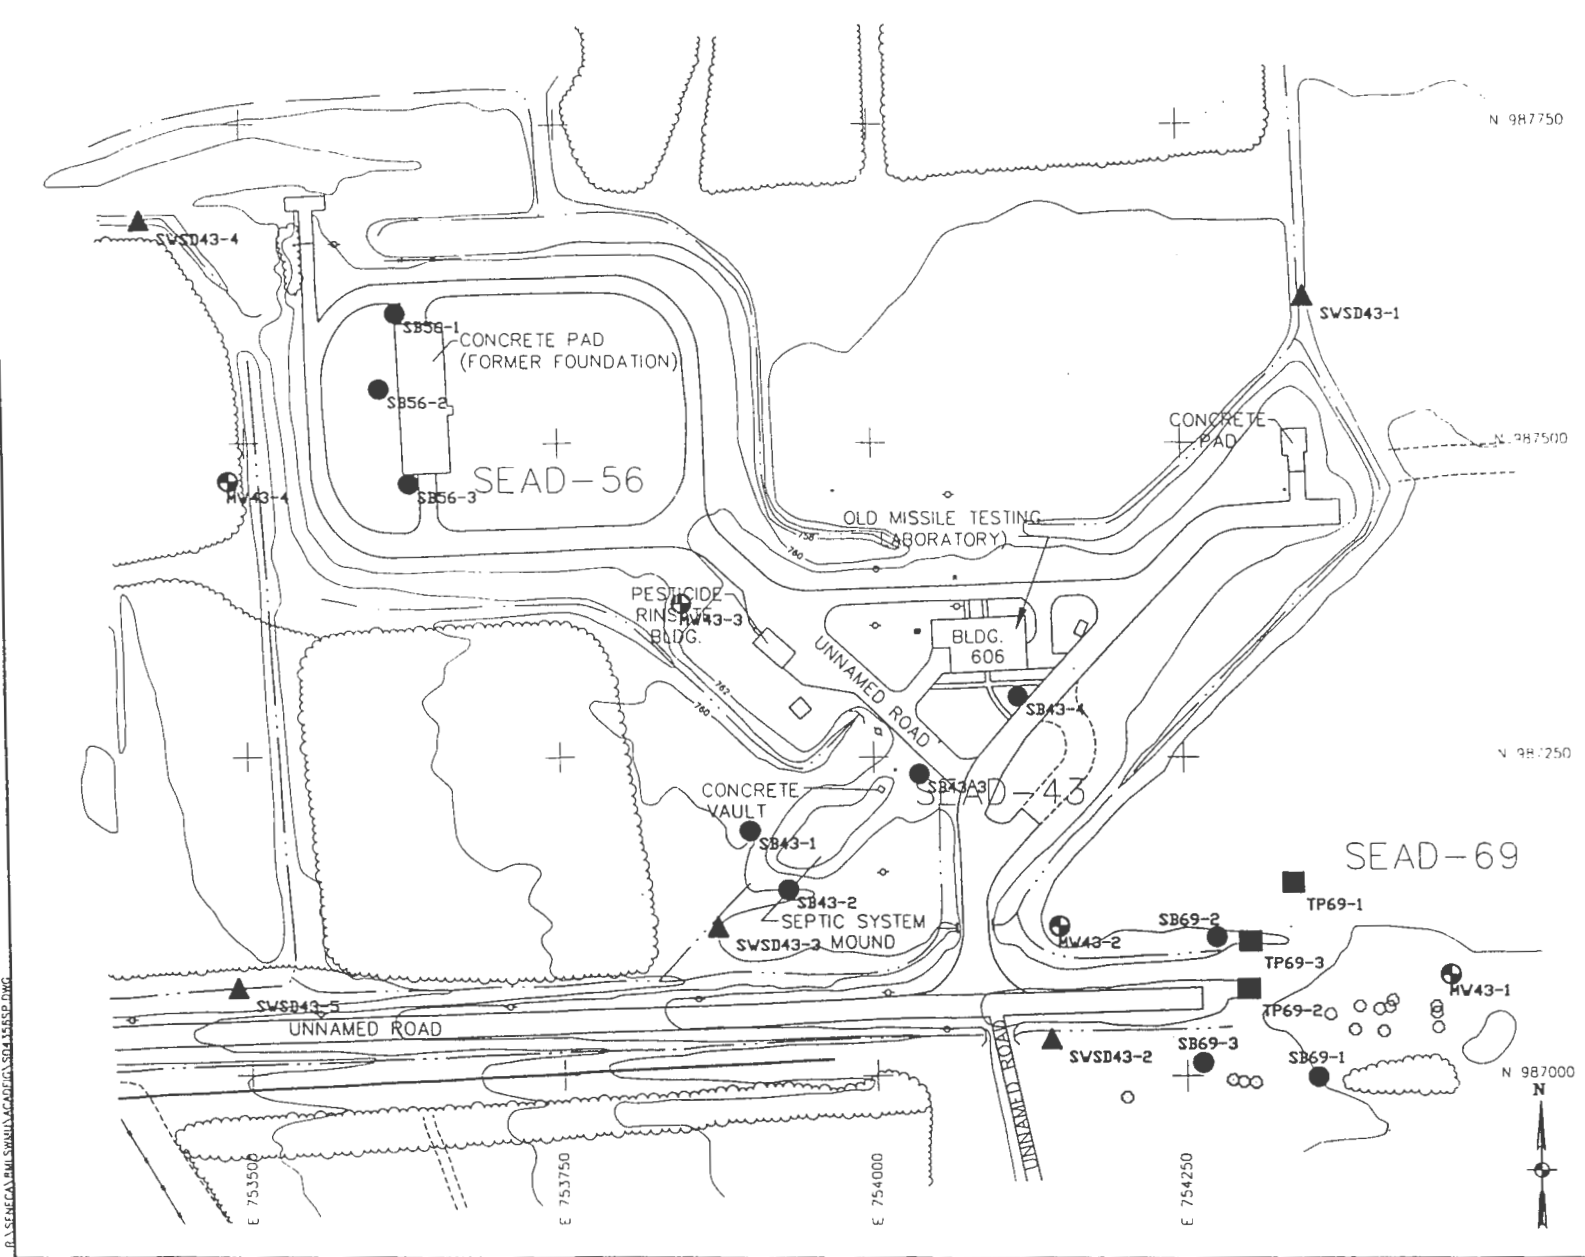 N 987750
SWSD43-4
SWSD43-1
SB56-1
CONCRETE PAD
(FORMER FOUNDATION)
SB56-2
CONCRETE
PAD
N 987500
SEAD-56
MW43-4
SB56-3
OLD MISSILE TESTING
LABORATORY)
758
760
PESTICIDE
RINSATE
BLDG.
MW43-3
UNNAMED ROAD
BLDG.
606
762
760
SB43-4
N 987250
SEAD-43
SB43-3
CONCRETE
VAULT
SB43-1
SEAD-69
SB43-2
TP69-1
SEPTIC SYSTEM
MOUND
SWSD43-3
MW43-2
SB69-2
TP69-3
MW43-1
SWSD43-5
TP69-2
UNNAMED ROAD
UNNAMED ROAD
SWSD43-2
SB69-3
SB69-1
N 987000
N
E 753500
E 753750
E 754000
E 754250